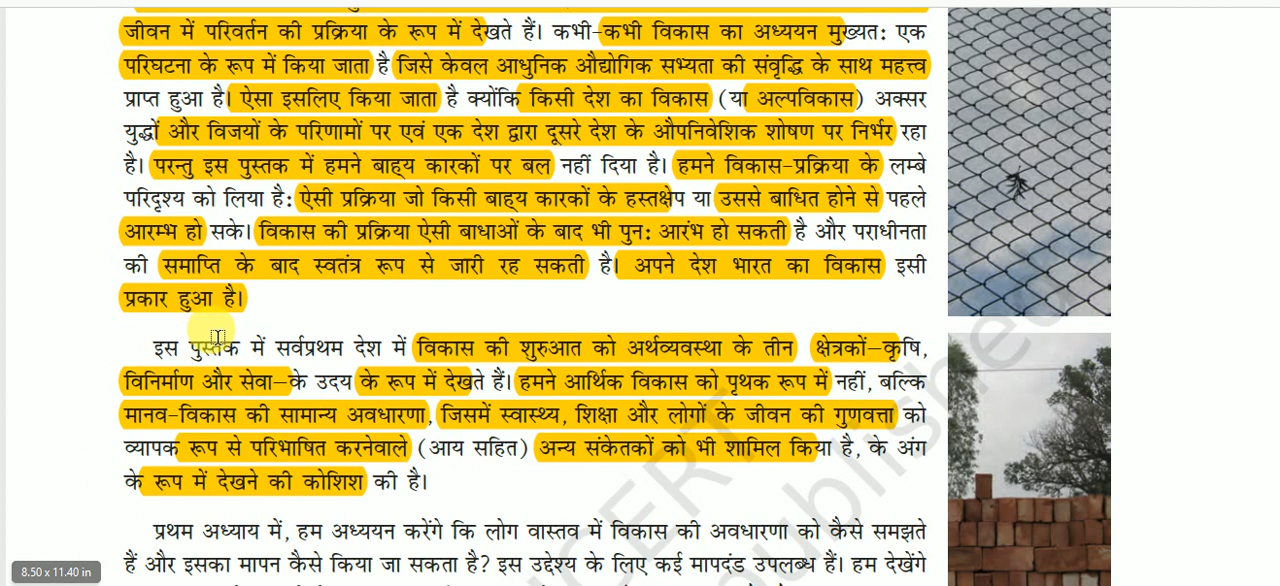 जीवन में परिवर्तन की प्रक्रिया के रूप में देखते हैं। कभी-कभी विकास का अध्ययन मुख्यत: एक
परिघटना के रूप में किया जाता है जिसे केवल आधुनिक औद्योगिक सभ्यता की संवृद्धि के साथ महत्त्व
प्राप्त हुआ है। ऐसा इसलिए किया जाता है क्योंकि किसी देश का विकास (या अल्पविकास) अक्सर
युद्धों और विजयों के परिणामों पर एवं एक देश द्वारा दूसरे देश के औपनिवेशिक शोषण पर निर्भर रहा
है। परन्तु इस पुस्तक में हमने बाह्य कारकों पर बल नहीं दिया है। हमने विकास-प्रक्रिया के लम्बे
परिदृश्य को लिया है: ऐसी प्रक्रिया जो किसी बाह्य कारकों के हस्तक्षेप या उससे बाधित होने से पहले
आरम्भ हो सके। विकास की प्रक्रिया ऐसी बाधाओं के बाद भी पुन: आरंभ हो सकती है और पराधीनता
की समाप्ति के बाद स्वतंत्र रूप से जारी रह सकती है। अपने देश भारत का विकास इसी
प्रकार हुआ है।
इस पुस्तक में सर्वप्रथम देश में विकास की शुरुआत को अर्थव्यवस्था के तीन क्षेत्रकों–कृषि,
विनिर्माण और सेवा–के उदय के रूप में देखते हैं। हमने आर्थिक विकास को पृथक रूप में नहीं, बल्कि
मानव-विकास की सामान्य अवधारणा, जिसमें स्वास्थ्य, शिक्षा और लोगों के जीवन की गुणवत्ता को
व्यापक रूप से परिभाषित करनेवाले (आय सहित) अन्य संकेतकों को भी शामिल किया है, के अंग
के रूप में देखने की कोशिश की है।
प्रथम अध्याय में, हम अध्ययन करेंगे कि लोग वास्तव में विकास की अवधारणा को कैसे समझते
हैं और इसका मापन कैसे किया जा सकता है? इस उद्देश्य के लिए कई मापदंड उपलब्ध हैं। हम देखेंगे
8.50 x 11.40 in